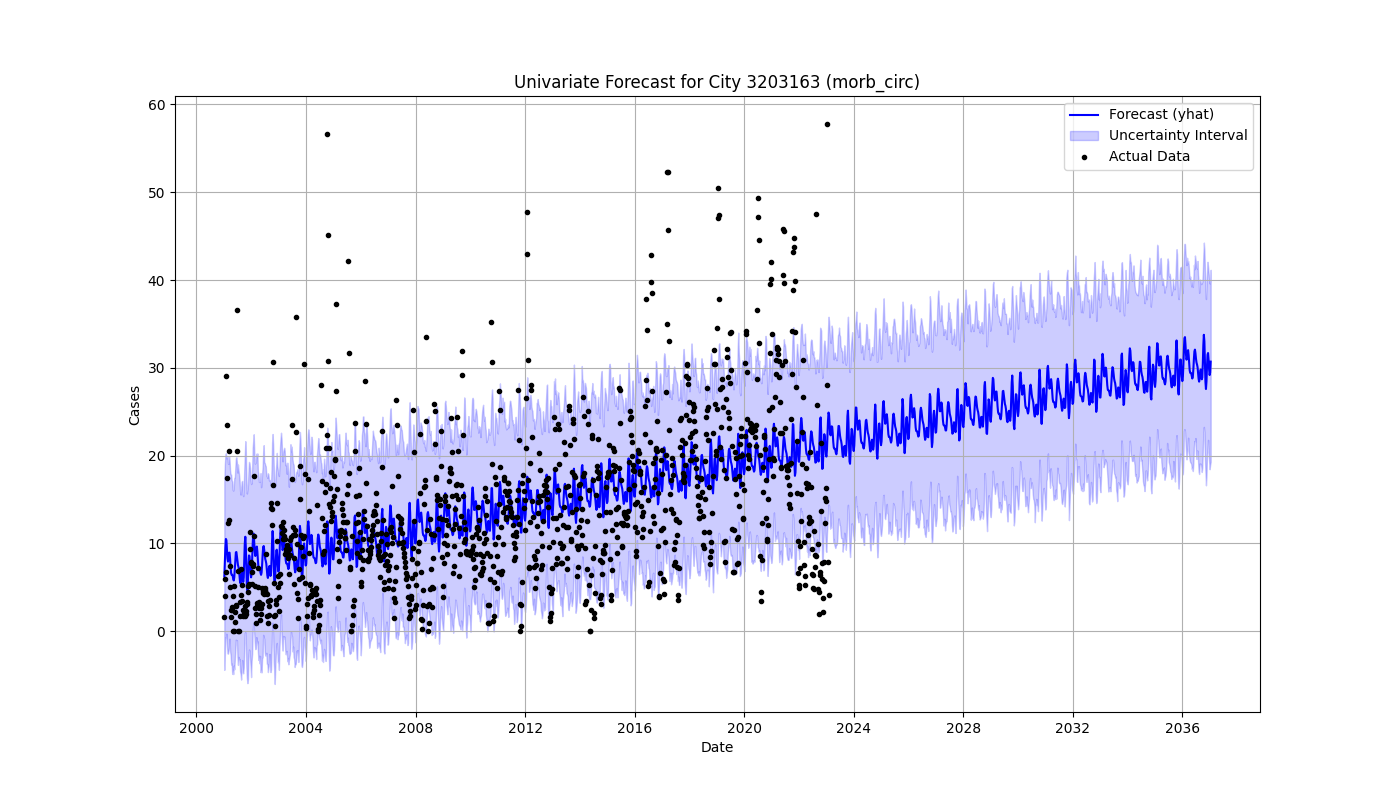 Univariate Forecast for City 3203163 (morb_circ)
Forecast (yhat)
Uncertainty Interval
Actual Data
60
50
40
30
20
10
0
Cases
2000
2004
2008
2012
2016
2020
2024
2028
2032
2036
Date